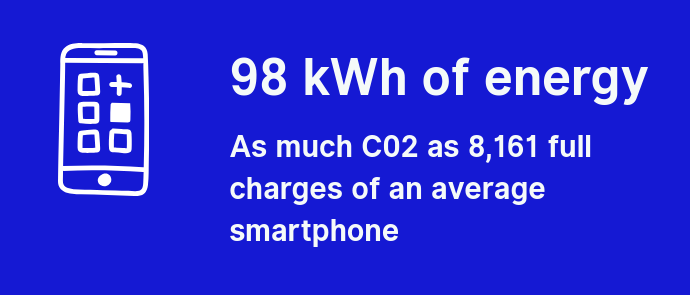 98 kWh of energy
As much C02 as 8,161 full
charges of an average
smartphone